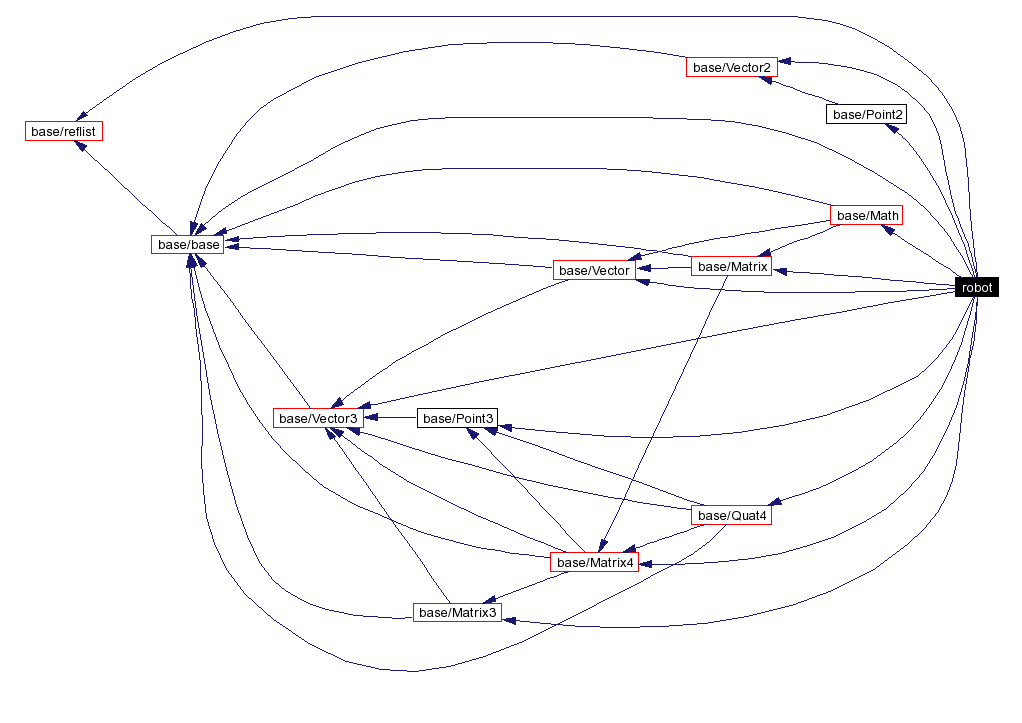 base/Vector2
base/Point2
base/reflist
base/Math
base/base
base/Vector
base/Matrix
robot
base/Vector3
base/Point3
base/Quat4
base/Matrix4
base/Matrix3